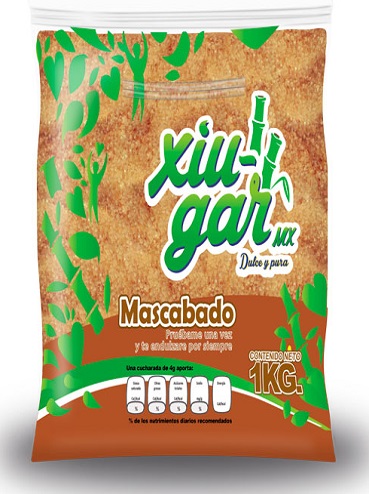 xiu-
gar MX
Dulce y pura
Mascabado
Pruébame una vez
y te endulzare por siempre
CONTENIDO NETO
1KG.
Una cucharada de 4g aporta:
% % % %
% de los nutrimentos diarios recomendados